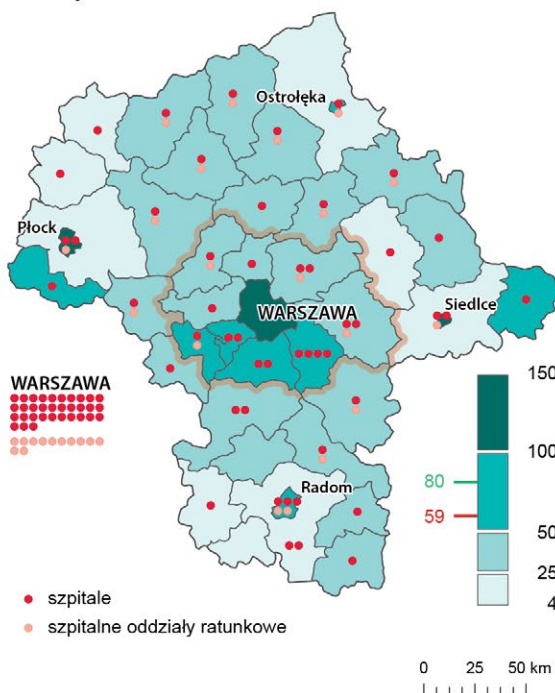 Ostrołęka
Płock
WARSZAWA
Siedlce
WARSZAWA
150
100
80
59
50
25
4
Radom
szpitale
szpitalne oddziały ratunkowe
0 25 50 km